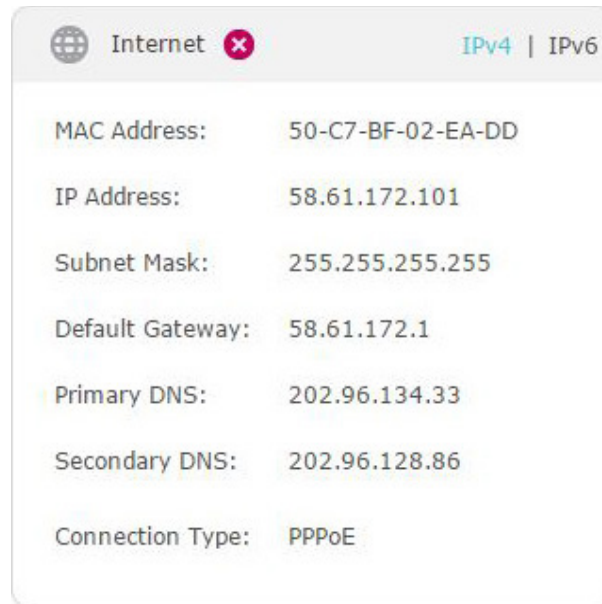 Internet IPv4 | IPv6
MAC Address: 50-C7-BF-02-EA-DD
IP Address: 58.61.172.101
Subnet Mask: 255.255.255.255
Default Gateway: 58.61.172.1
Primary DNS: 202.96.134.33
Secondary DNS: 202.96.128.86
Connection Type: PPPoE